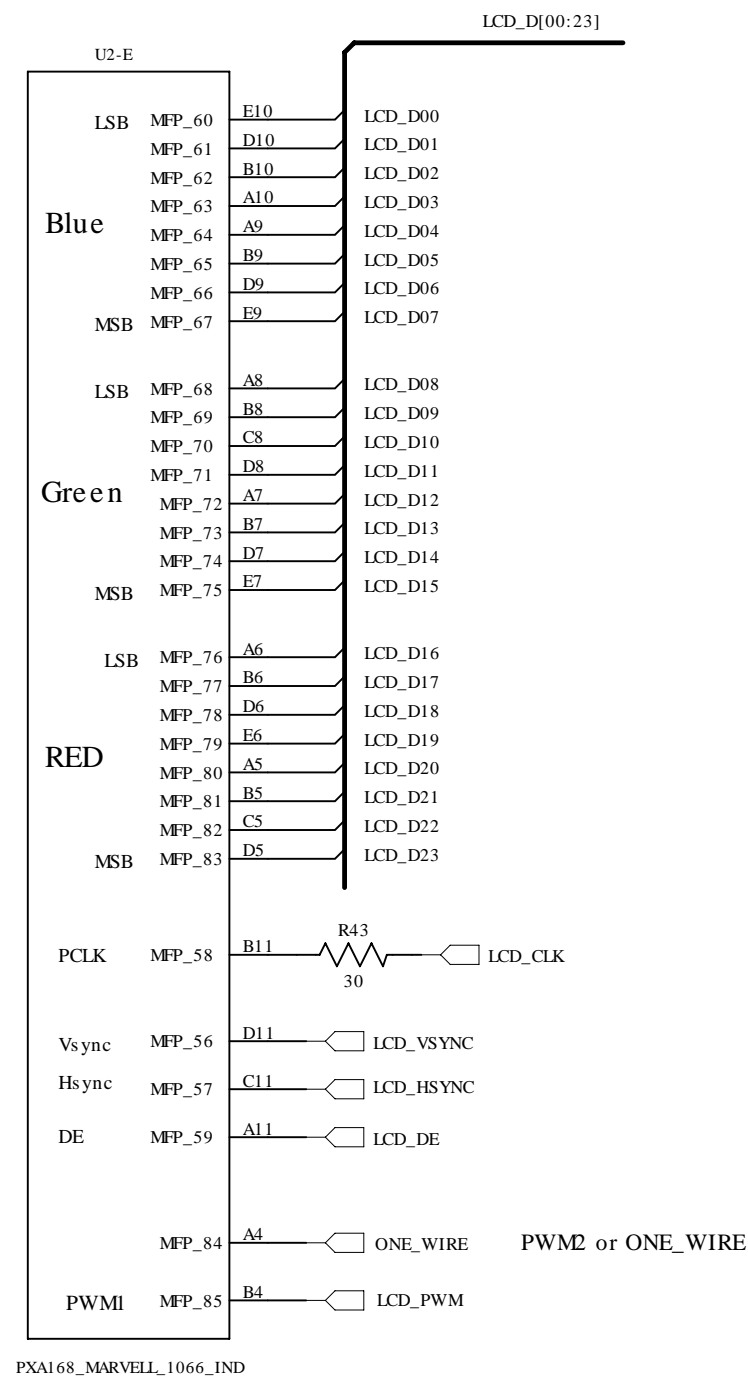 LCD_D[00:23]
U2-E
LSB MFP_60 E10 LCD_D00
MFP_61 D10 LCD_D01
MFP_62 B10 LCD_D02
MFP_63 A10 LCD_D03
Blue
MFP_64 A9 LCD_D04
MFP_65 B9 LCD_D05
MFP_66 D9 LCD_D06
MSB MFP_67 E9 LCD_D07
LSB MFP_68 A8 LCD_D08
MFP_69 B8 LCD_D09
MFP_70 C8 LCD_D10
MFP_71 D8 LCD_D11
Green
MFP_72 A7 LCD_D12
MFP_73 B7 LCD_D13
MFP_74 D7 LCD_D14
MSB MFP_75 E7 LCD_D15
LSB MFP_76 A6 LCD_D16
MFP_77 B6 LCD_D17
MFP_78 D6 LCD_D18
MFP_79 E6 LCD_D19
RED
MFP_80 A5 LCD_D20
MFP_81 B5 LCD_D21
MFP_82 C5 LCD_D22
MSB MFP_83 D5 LCD_D23
R43
PCLK MFP_58 B11 LCD_CLK
30
Vsync MFP_56 D11 LCD_VSYNC
Hsync MFP_57 C11 LCD_HSYNC
DE MFP_59 A11 LCD_DE
MFP_84 A4 ONE_WIRE PWM2 or ONE_WIRE
PWM1 MFP_85 B4 LCD_PWM
PXA168_MARVELL_1066_IND